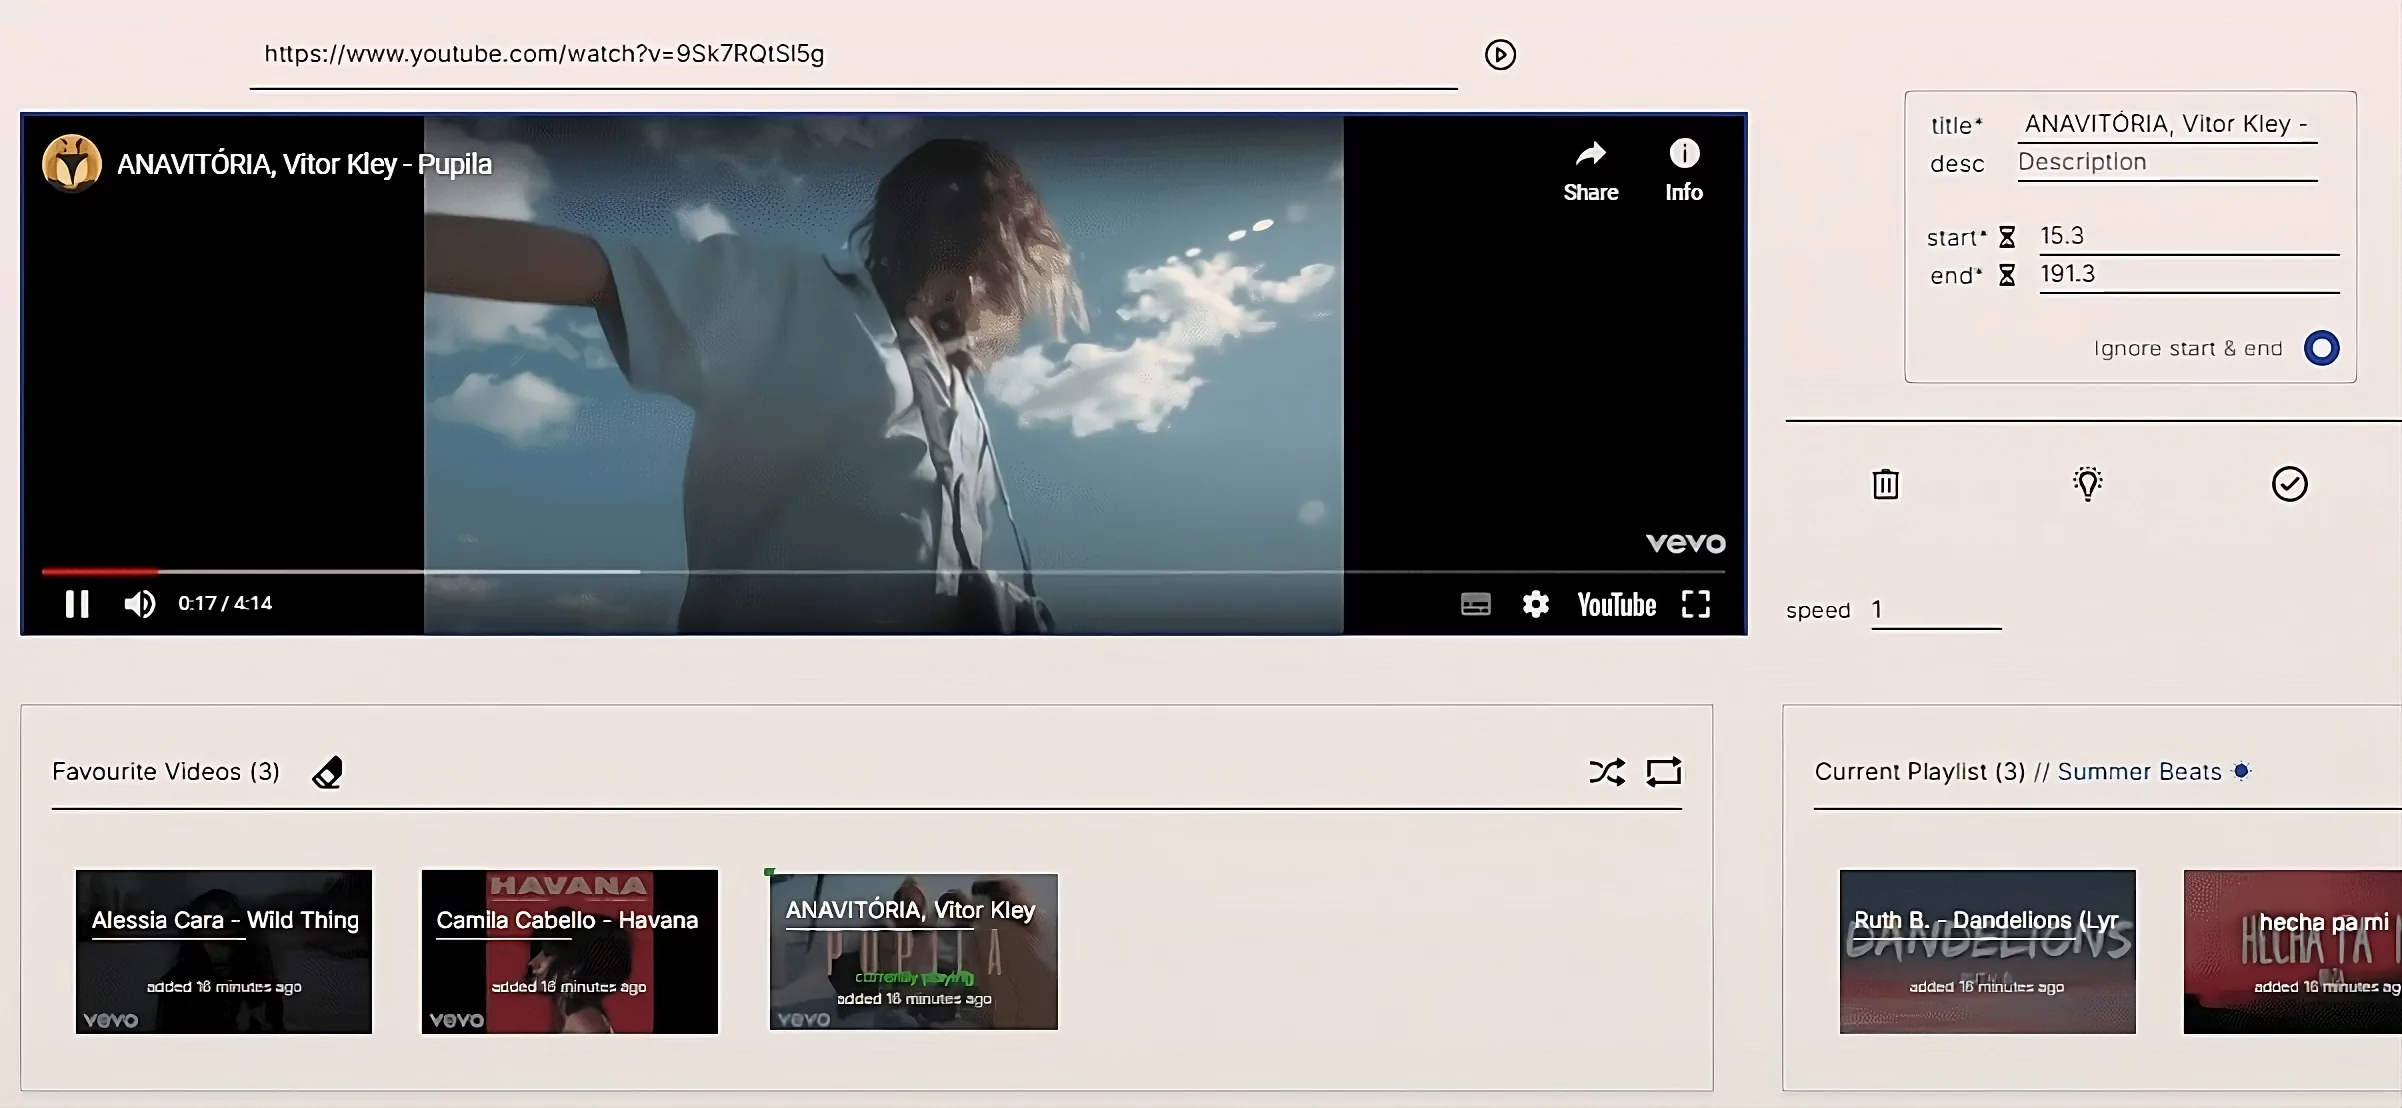 https://www.youtube.com/watch?v=9Sk7RQtSI5g
ANAVITÓRIA, Vitor Kley - Pupila
Share
Info
vevo
0:17 / 4:14
YouTube
title* ANAVITÓRIA, Vitor Kley -
desc Description
start* 15.3
end* 191.3
Ignore start & end
speed 1
Favourite Videos (3)
Alessia Cara - Wild Thing
added 16 minutes ago
vevo
HAVANA
Camila Cabello - Havana
added 16 minutes ago
vevo
ANAVITÓRIA, Vitor Kley
PUPILA
currently playing
added 16 minutes ago
vevo
Current Playlist (3) // Summer Beats
Ruth B. - Dandelions (Lyr
DANDELIONS
added 16 minutes ago
hecha pa mi
HECHA PA
added 16 minutes ag